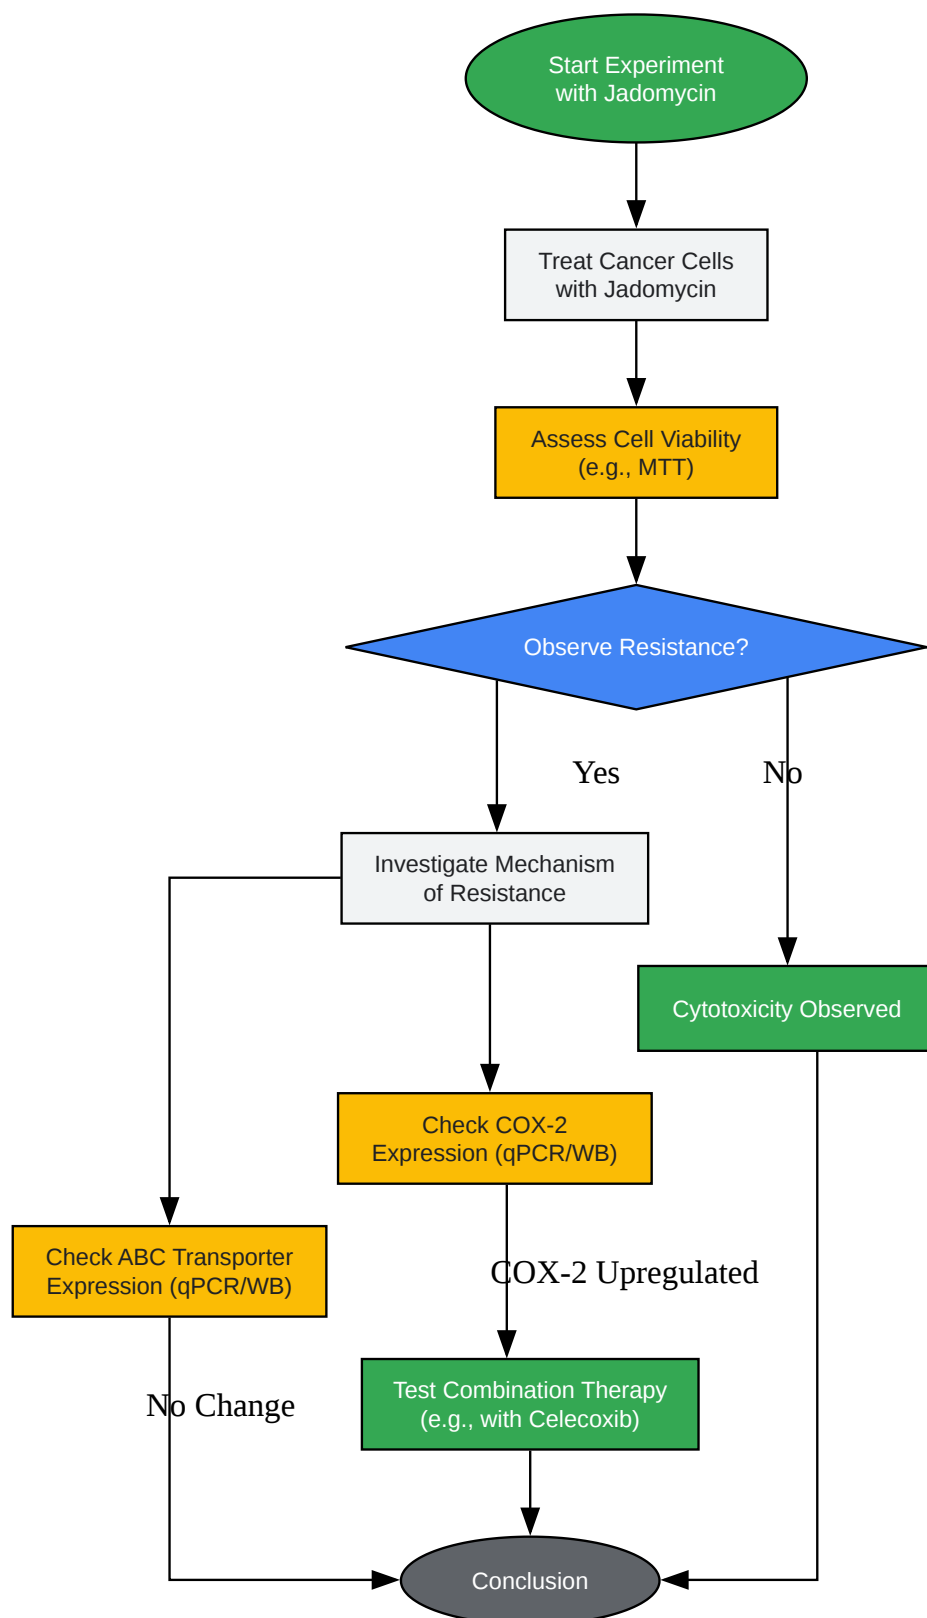 Start Experiment
with Jadomycin
Treat Cancer Cells
with Jadomycin
Assess Cell Viability
(e.g., MTT)
Observe Resistance?
Yes
No
Investigate Mechanism
of Resistance
Cytotoxicity Observed
Check COX-2
Expression (qPCR/WB)
Check ABC Transporter
Expression (qPCR/WB)
COX-2 Upregulated
Test Combination Therapy
(e.g., with Celecoxib)
No Change
Conclusion